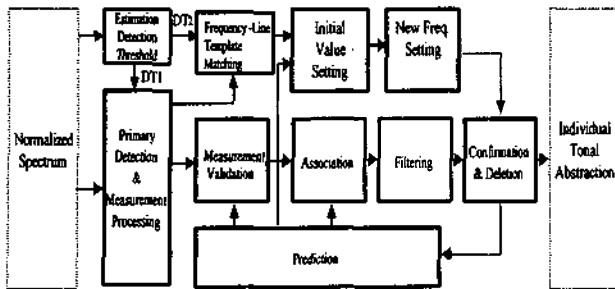 Normalized
Spectrum
Estimation
Detection
Threshold
DT2
DT1
Frequency-Line
Template
Matching
Initial
Value
Setting
New Freq.
Setting
Primary
Detection
&
Measurement
Processing
Measurement
Validation
Association
Filtering
Confirmation
& Deletion
Prediction
Individual
Tonal
Abstraction